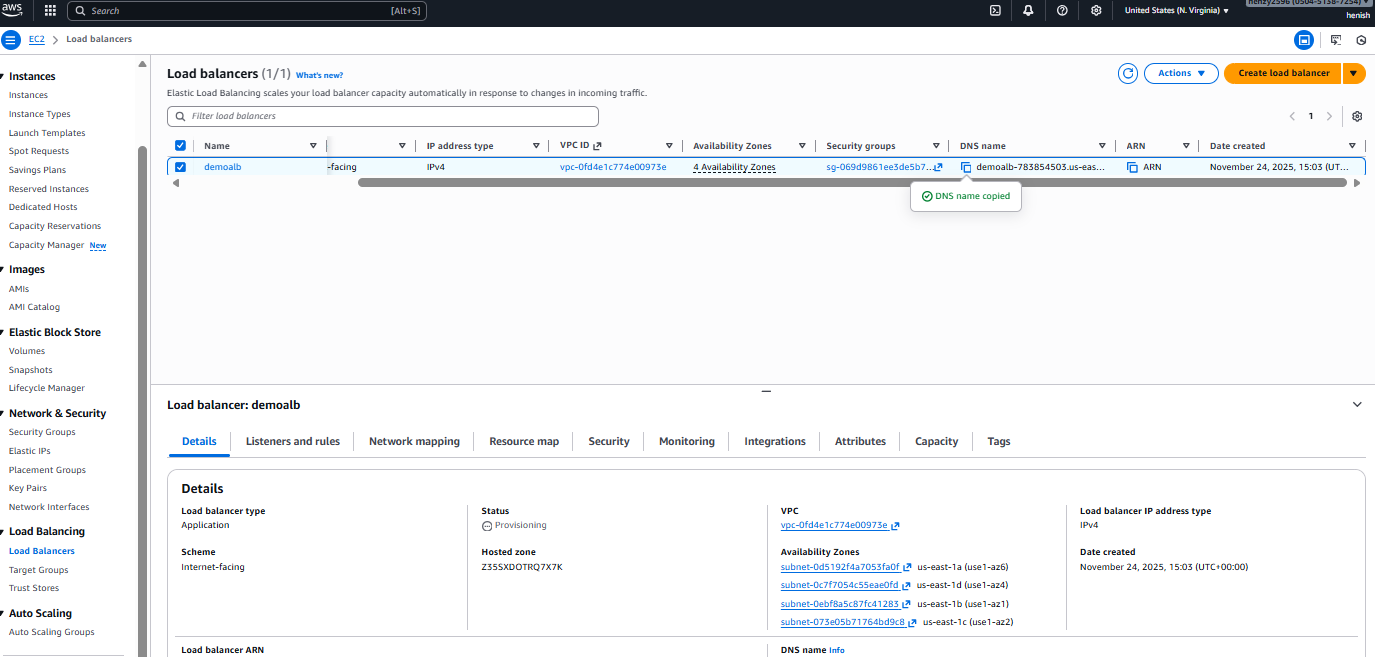 aws
Search [Alt+S]
United States (N. Virginia)
henish
EC2 > Load balancers
Instances
Instances
Instance Types
Launch Templates
Spot Requests
Savings Plans
Reserved Instances
Dedicated Hosts
Capacity Reservations
Capacity Manager New
Images
AMIs
AMI Catalog
Elastic Block Store
Volumes
Snapshots
Lifecycle Manager
Network & Security
Security Groups
Elastic IPs
Placement Groups
Key Pairs
Network Interfaces
Load Balancing
Load Balancers
Target Groups
Trust Stores
Auto Scaling
Auto Scaling Groups
Load balancers (1/1) What's new?
Actions
Create load balancer
Elastic Load Balancing scales your load balancer capacity automatically in response to changes in incoming traffic.
Filter load balancers
1
Name IP address type VPC ID Availability Zones Security groups DNS name ARN Date created
demoalb -facing IPv4 vpc-0fd4e1c774e00973e 4 Availability Zones sg-069d9861ee3de5b7... demoalb-783854503.us-eas... ARN November 24, 2025, 15:03 (UT...
DNS name copied
Load balancer: demoalb
Details Listeners and rules Network mapping Resource map Security Monitoring Integrations Attributes Capacity Tags
Details
Load balancer type
Application
Scheme
Internet-facing
Status
Provisioning
Hosted zone
Z35SXDOTRQ7X7K
VPC
vpc-0fd4e1c774e00973e
Availability Zones
subnet-0d5192f4a7053fa0f us-east-1a (use1-az6)
subnet-0c7f7054c55eae0fd us-east-1d (use1-az4)
subnet-0ebf8a5c87fc41283 us-east-1b (use1-az1)
subnet-073e05b71764bd9c8 us-east-1c (use1-az2)
Load balancer IP address type
IPv4
Date created
November 24, 2025, 15:03 (UTC+00:00)
Load balancer ARN
DNS name Info